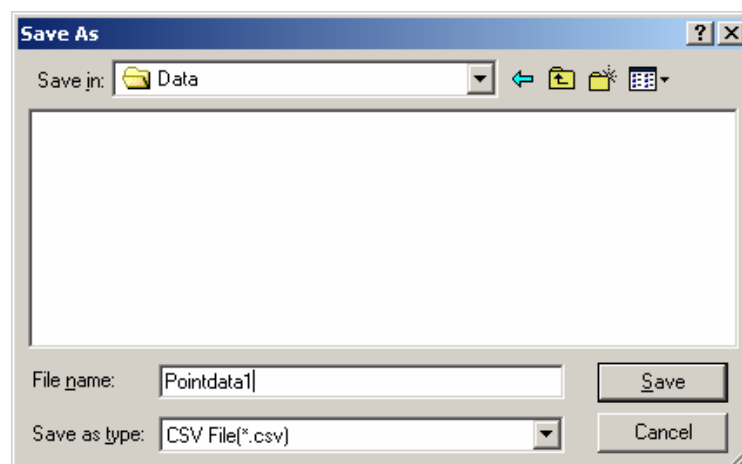 Save As
Save in: Data
File name: Pointdata1 Save
Save as type: CSV File(*.csv) Cancel